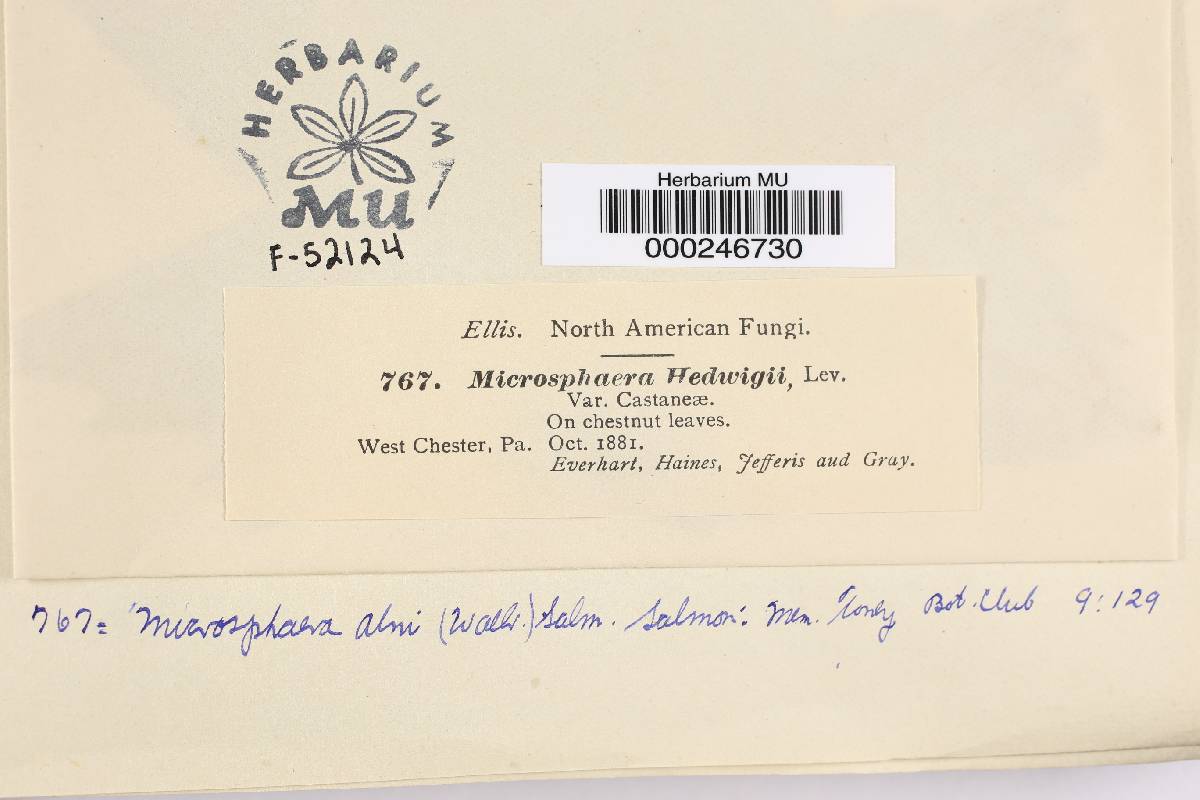 HERBARIUM
MU
F-52124
Herbarium MU
000246730
Ellis. North American Fungi.
767. Microsphaera Hedwigii, Lev.
Var. Castaneæ.
On chestnut leaves.
West Chester, Pa. Oct. 1881.
Everhart, Haines, Jefferis aud Gray.
767= Microsphaera alni (Wallr.) Salm. Salmon: Mem. Torrey Bot. Club 9:129